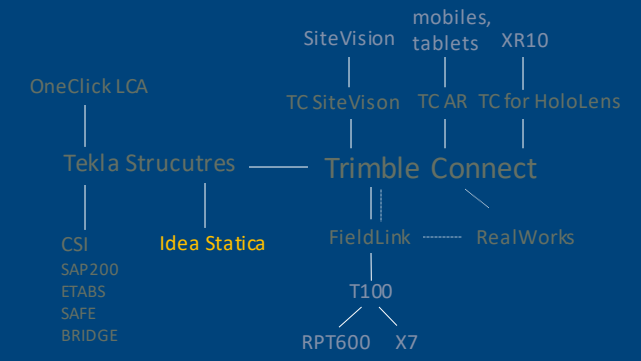 SiteVision
mobiles,
tablets
XR10
OneClick LCA
TC SiteVison
TC AR
TC for HoloLens
Tekla Strucutres
Trimble Connect
CSI
SAP200
ETABS
SAFE
BRIDGE
Idea Statica
FieldLink
RealWorks
T100
RPT600
X7